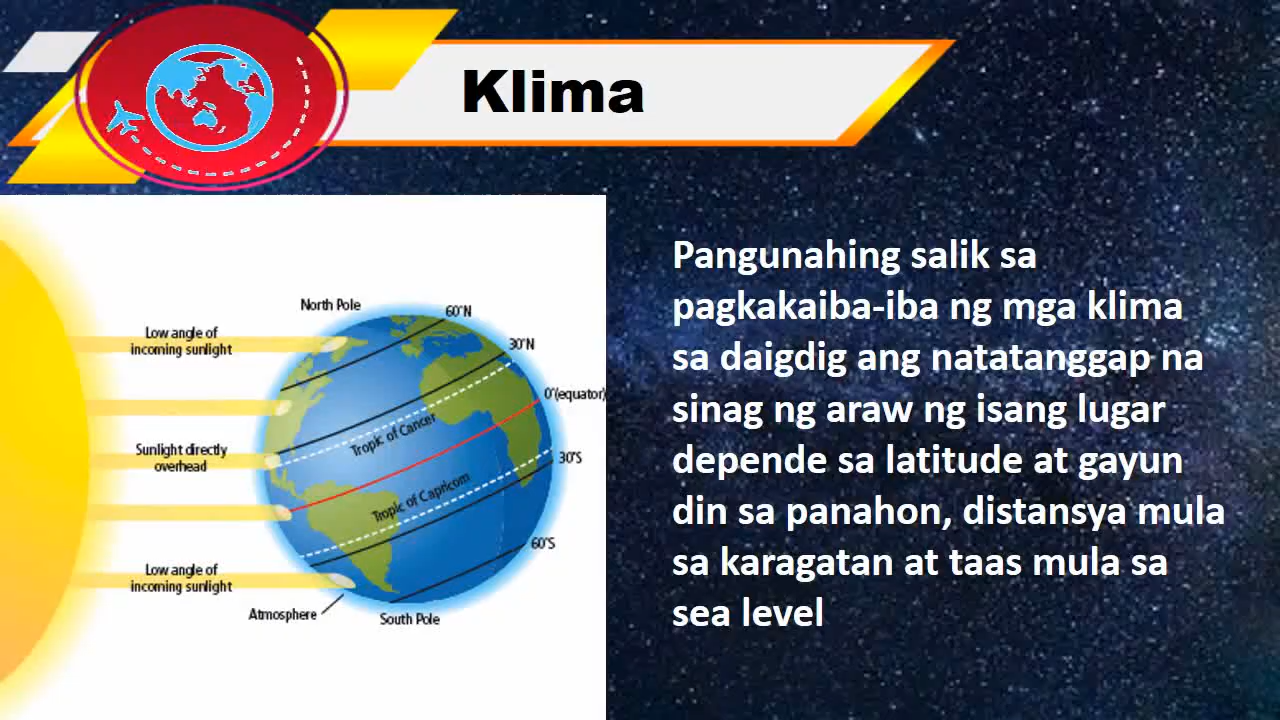 Klima
North Pole
60°N
Low angle of
incoming sunlight
30°N
0°(equator)
Tropic of Cancer
Sunlight directly
overhead
30°S
Tropic of Capricorn
60°S
Low angle of
incoming sunlight
Atmosphere
South Pole
Pangunahing salik sa
pagkakaiba-iba ng mga klima
sa daigdig ang natatanggap na
sinag ng araw ng isang lugar
depende sa latitude at gayun
din sa panahon, distansya mula
sa karagatan at taas mula sa
sea level